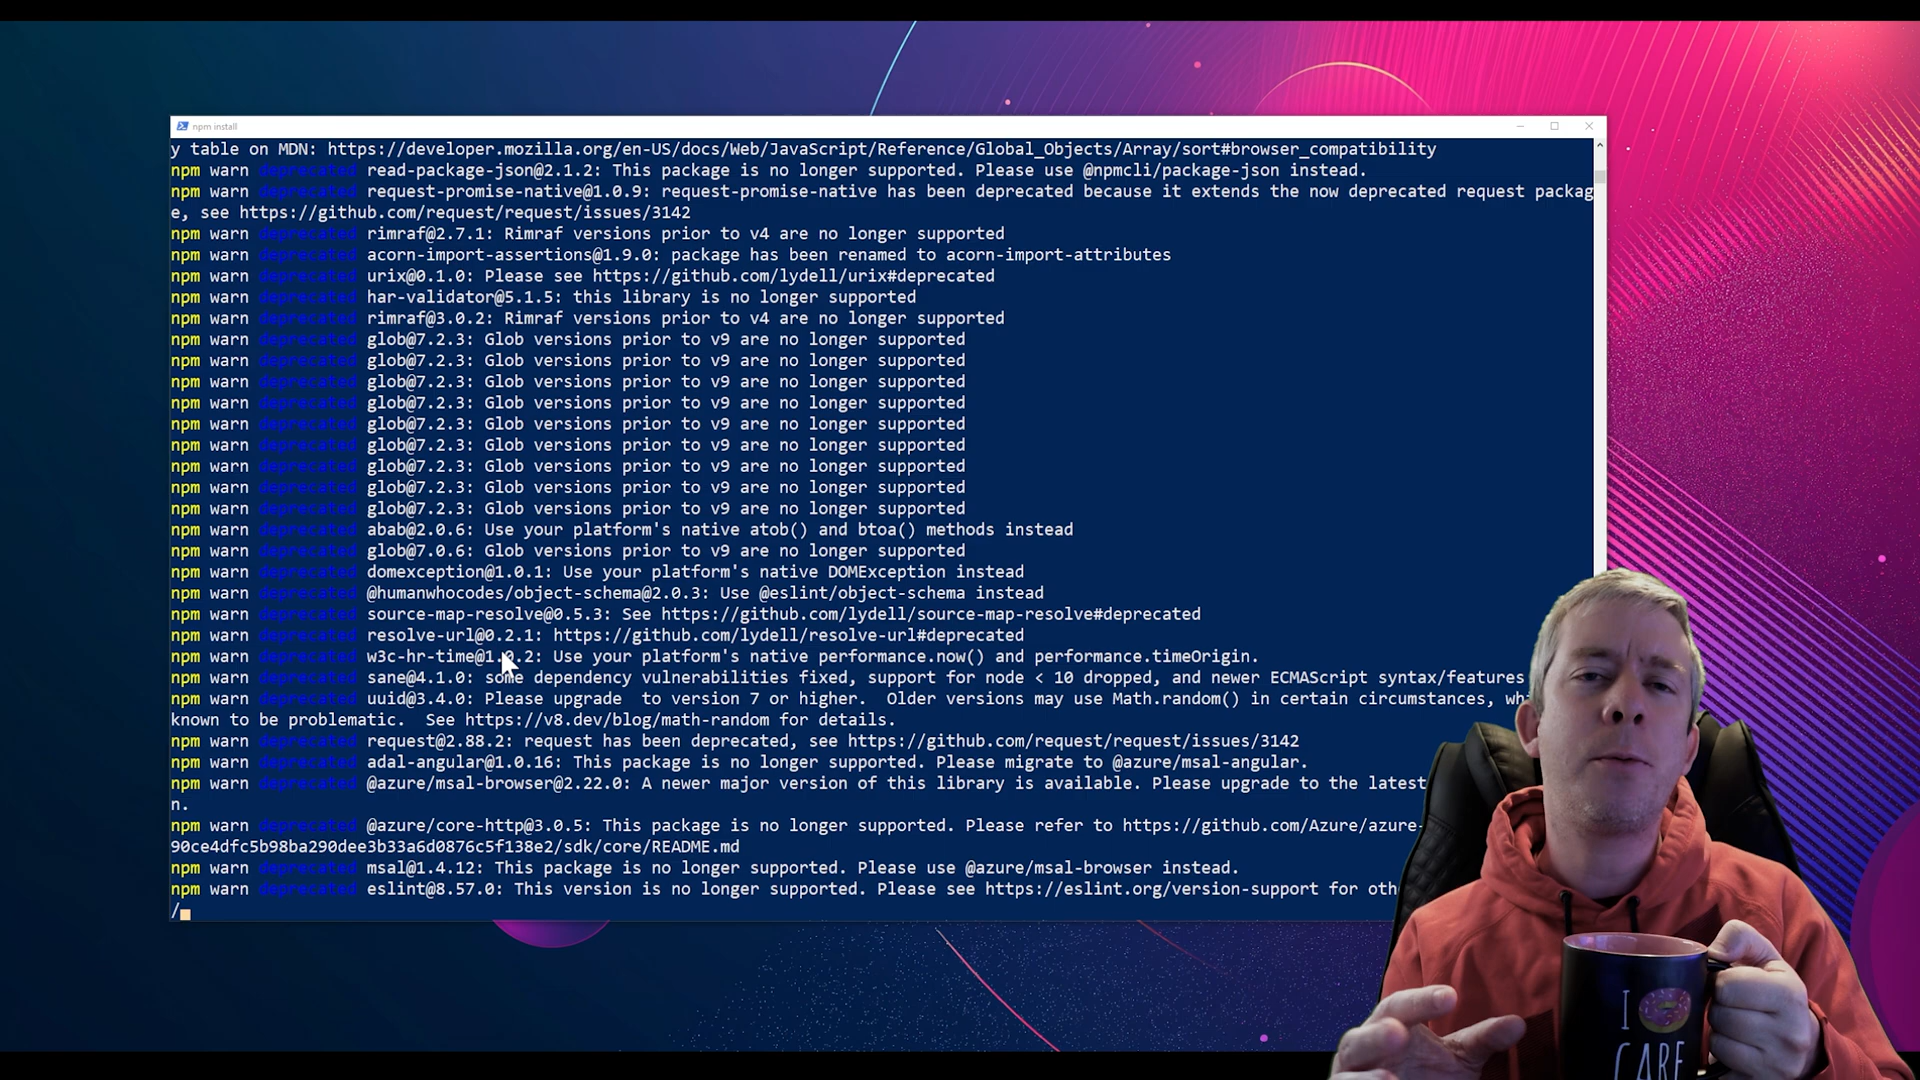 npm install
y table on MDN: https://developer.mozilla.org/en-US/docs/Web/JavaScript/Reference/Global_Objects/Array/sort#browser_compatibility
npm warn deprecated read-package-json@2.1.2: This package is no longer supported. Please use @npmcli/package-json instead.
npm warn deprecated request-promise-native@1.0.9: request-promise-native has been deprecated because it extends the now deprecated request packag
e, see https://github.com/request/request/issues/3142
npm warn deprecated rimraf@2.7.1: Rimraf versions prior to v4 are no longer supported
npm warn deprecated acorn-import-assertions@1.9.0: package has been renamed to acorn-import-attributes
npm warn deprecated urix@0.1.0: Please see https://github.com/lydell/urix#deprecated
npm warn deprecated har-validator@5.1.5: this library is no longer supported
npm warn deprecated rimraf@3.0.2: Rimraf versions prior to v4 are no longer supported
npm warn deprecated glob@7.2.3: Glob versions prior to v9 are no longer supported
npm warn deprecated glob@7.2.3: Glob versions prior to v9 are no longer supported
npm warn deprecated glob@7.2.3: Glob versions prior to v9 are no longer supported
npm warn deprecated glob@7.2.3: Glob versions prior to v9 are no longer supported
npm warn deprecated glob@7.2.3: Glob versions prior to v9 are no longer supported
npm warn deprecated glob@7.2.3: Glob versions prior to v9 are no longer supported
npm warn deprecated glob@7.2.3: Glob versions prior to v9 are no longer supported
npm warn deprecated glob@7.2.3: Glob versions prior to v9 are no longer supported
npm warn deprecated glob@7.2.3: Glob versions prior to v9 are no longer supported
npm warn deprecated abab@2.0.6: Use your platform's native atob() and btoa() methods instead
npm warn deprecated glob@7.0.6: Glob versions prior to v9 are no longer supported
npm warn deprecated domexception@1.0.1: Use your platform's native DOMException instead
npm warn deprecated @humanwhocodes/object-schema@2.0.3: Use @eslint/object-schema instead
npm warn deprecated source-map-resolve@0.5.3: See https://github.com/lydell/source-map-resolve#deprecated
npm warn deprecated resolve-url@0.2.1: https://github.com/lydell/resolve-url#deprecated
npm warn deprecated w3c-hr-time@1.0.2: Use your platform's native performance.now() and performance.timeOrigin.
npm warn deprecated sane@4.1.0: some dependency vulnerabilities fixed, support for node < 10 dropped, and newer ECMAScript syntax/features
npm warn deprecated uuid@3.4.0: Please upgrade  to version 7 or higher.  Older versions may use Math.random() in certain circumstances, wh
known to be problematic.  See https://v8.dev/blog/math-random for details.
npm warn deprecated request@2.88.2: request has been deprecated, see https://github.com/request/request/issues/3142
npm warn deprecated adal-angular@1.0.16: This package is no longer supported. Please migrate to @azure/msal-angular.
npm warn deprecated @azure/msal-browser@2.22.0: A newer major version of this library is available. Please upgrade to the latest
n.
npm warn deprecated @azure/core-http@3.0.5: This package is no longer supported. Please refer to https://github.com/Azure/azure-
90ce4dfc5b98ba290dee3b33a6d0876c5f138e2/sdk/core/README.md
npm warn deprecated msal@1.4.12: This package is no longer supported. Please use @azure/msal-browser instead.
npm warn deprecated eslint@8.57.0: This version is no longer supported. Please see https://eslint.org/version-support for oth
/
I
CARE